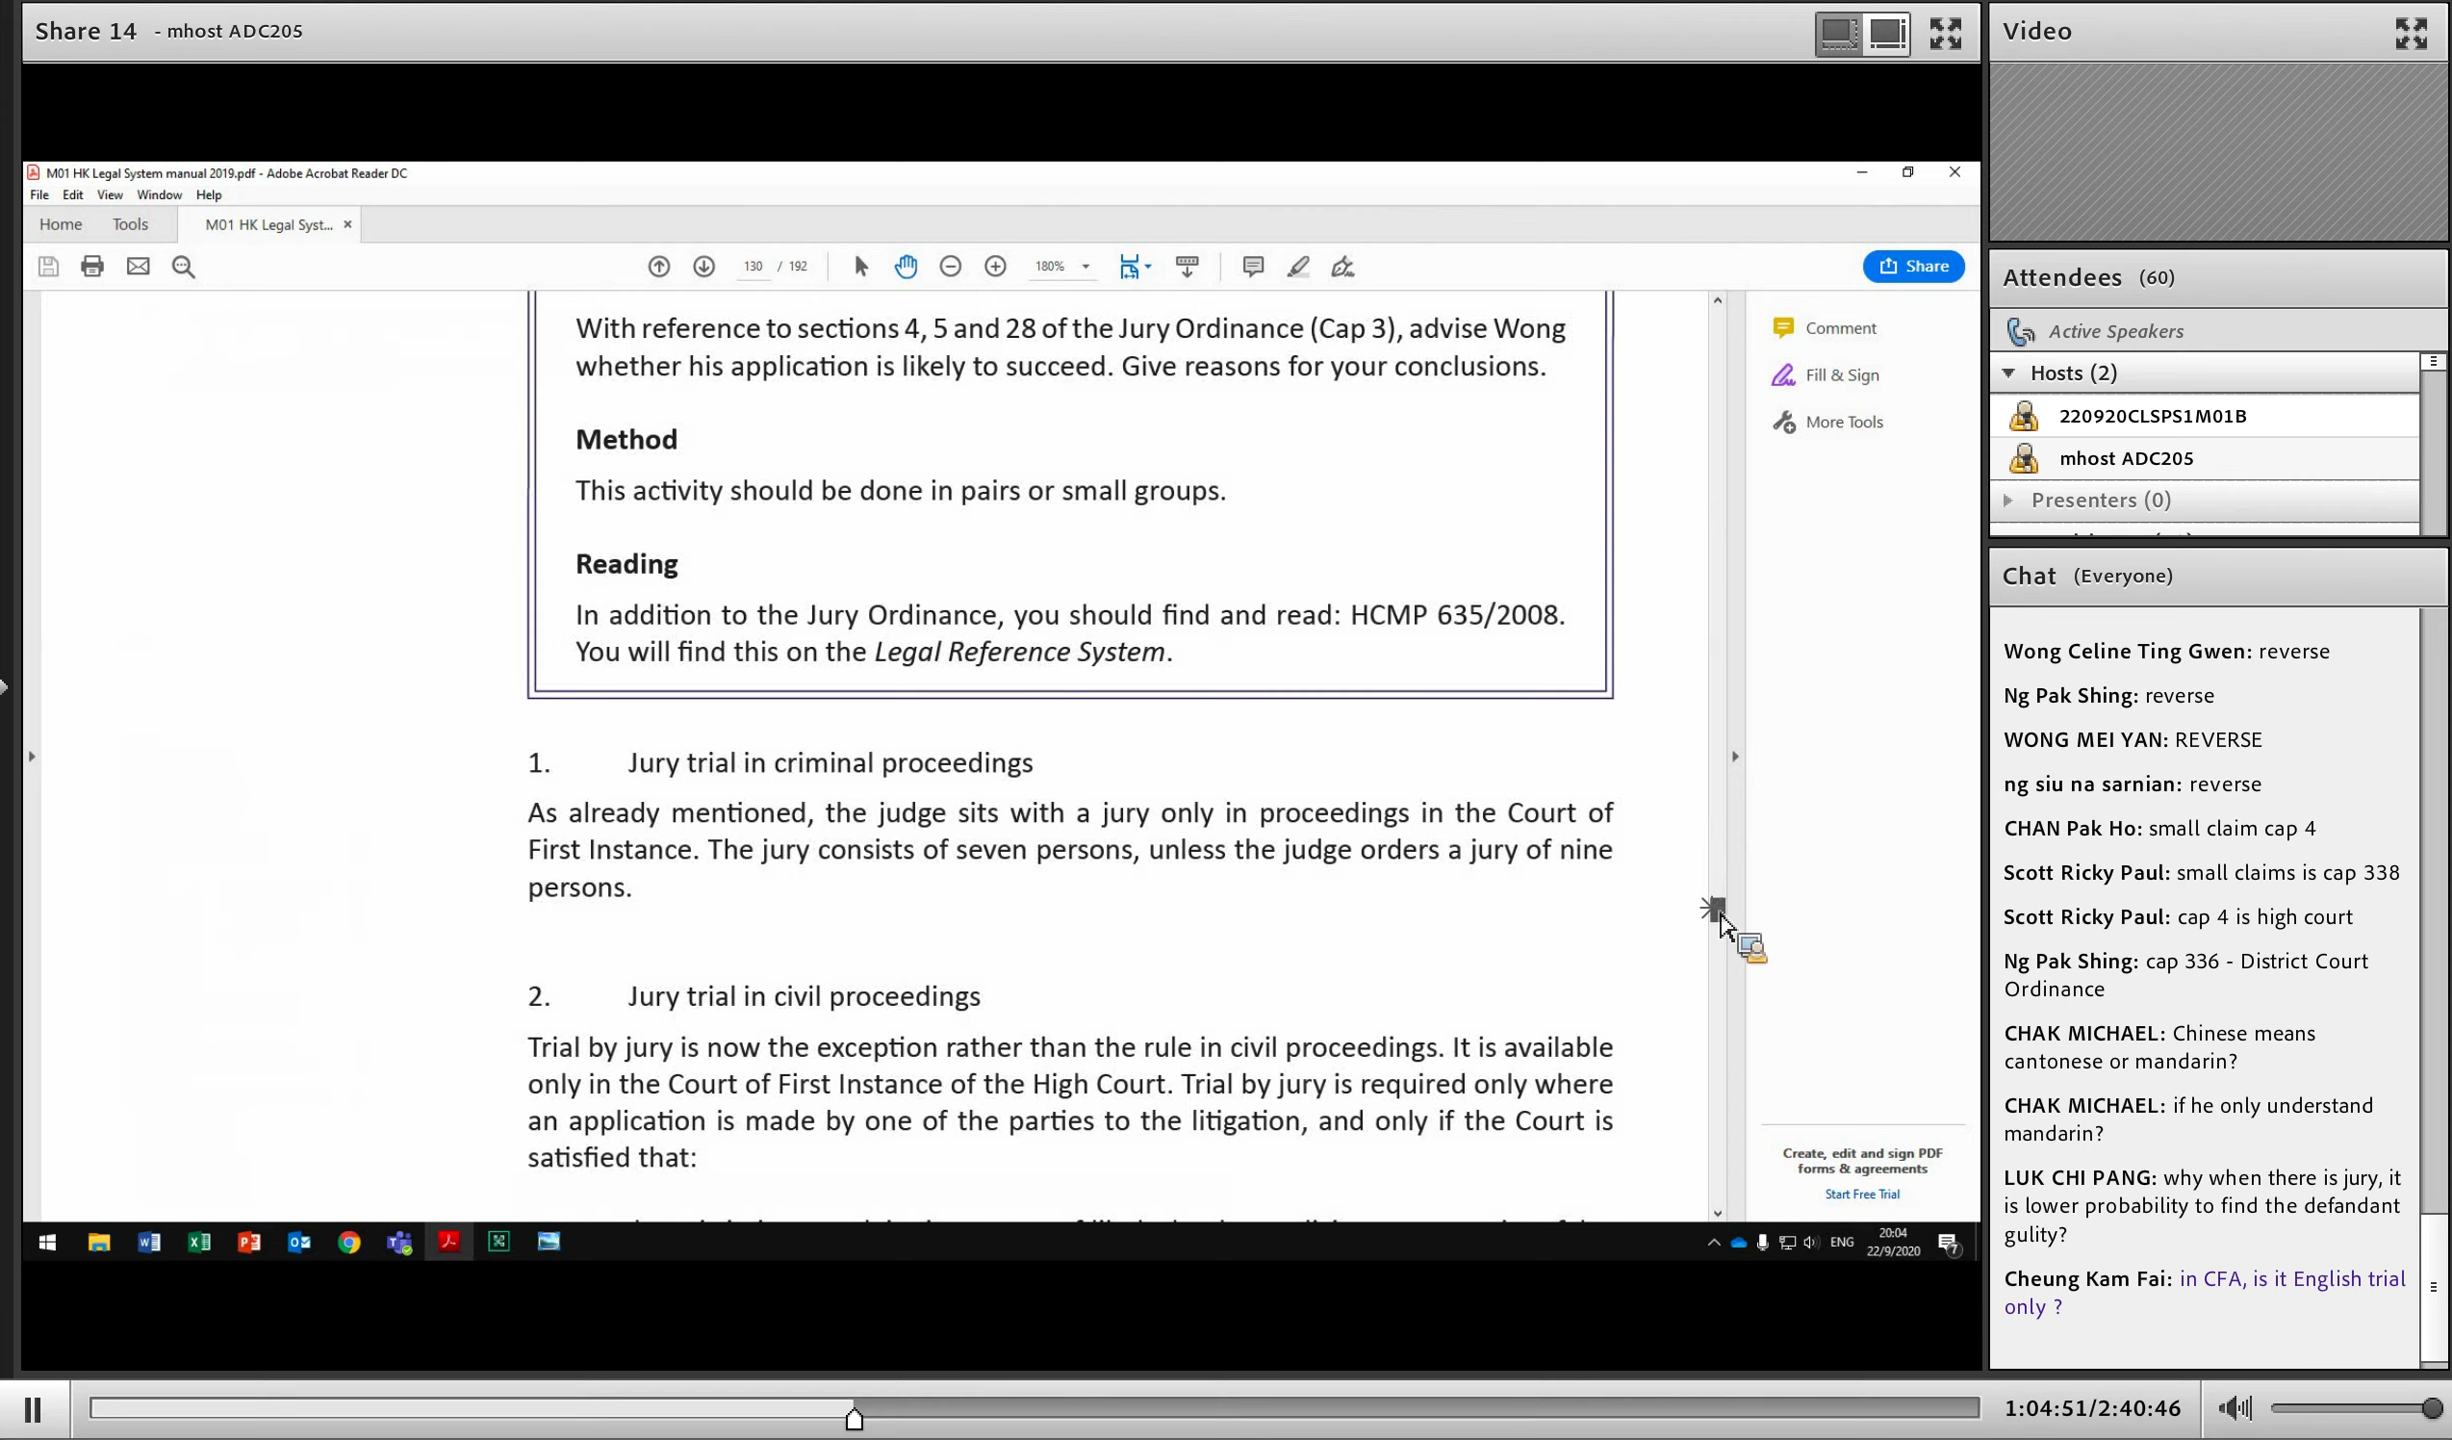 Share 14 - mhost ADC205
M01 HK Legal System manual 2019.pdf - Adobe Acrobat Reader DC
File Edit View Window Help
Home Tools M01 HK Legal Syst... ×
130 / 192 180% Share
With reference to sections 4, 5 and 28 of the Jury Ordinance (Cap 3), advise Wong
whether his application is likely to succeed. Give reasons for your conclusions.
Method
This activity should be done in pairs or small groups.
Reading
In addition to the Jury Ordinance, you should find and read: HCMP 635/2008.
You will find this on the Legal Reference System.
1. Jury trial in criminal proceedings
As already mentioned, the judge sits with a jury only in proceedings in the Court of
First Instance. The jury consists of seven persons, unless the judge orders a jury of nine
persons.
2. Jury trial in civil proceedings
Trial by jury is now the exception rather than the rule in civil proceedings. It is available
only in the Court of First Instance of the High Court. Trial by jury is required only where
an application is made by one of the parties to the litigation, and only if the Court is
satisfied that:
Comment
Fill & Sign
More Tools
Create, edit and sign PDF
forms & agreements
Start Free Trial
ENG
20:04
22/9/2020
7
Video
Attendees (60)
Active Speakers
Hosts (2)
220920CLSPS1M01B
mhost ADC205
Presenters (0)
Chat (Everyone)
Wong Celine Ting Gwen: reverse
Ng Pak Shing: reverse
WONG MEI YAN: REVERSE
ng siu na sarnian: reverse
CHAN Pak Ho: small claim cap 4
Scott Ricky Paul: small claims is cap 338
Scott Ricky Paul: cap 4 is high court
Ng Pak Shing: cap 336 - District Court
Ordinance
CHAK MICHAEL: Chinese means
cantonese or mandarin?
CHAK MICHAEL: if he only understand
mandarin?
LUK CHI PANG: why when there is jury, it
is lower probability to find the defandant
gulity?
Cheung Kam Fai: in CFA, is it English trial
only ?
1:04:51/2:40:46